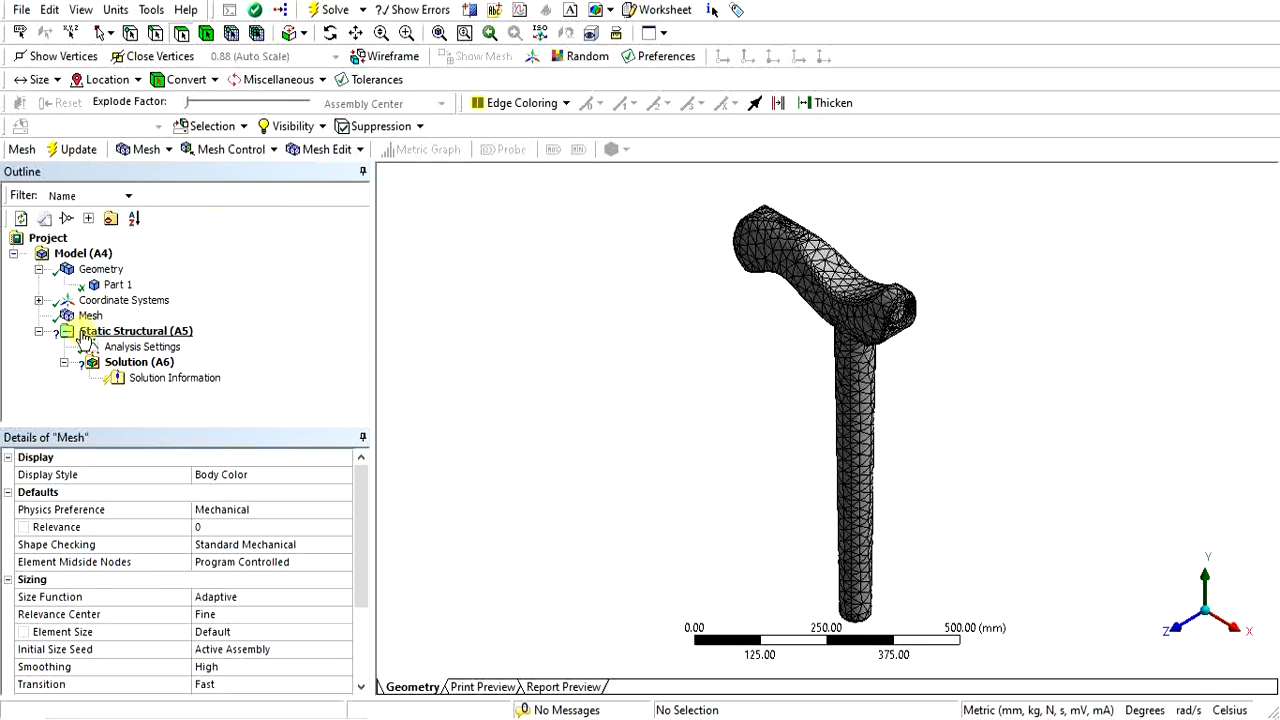 File Edit View Units Tools Help Solve ?/ Show Errors Worksheet
Show Vertices Close Vertices 0.88 (Auto Scale) Wireframe Show Mesh Random Preferences
Size Location Convert Miscellaneous Tolerances
Reset Explode Factor: Assembly Center Edge Coloring Thicken
Selection Visibility Suppression
Mesh Update Mesh Mesh Control Mesh Edit Metric Graph Probe
Outline
Filter: Name
Project
Model (A4)
Geometry
Part 1
Coordinate Systems
Mesh
Static Structural (A5)
Analysis Settings
Solution (A6)
Solution Information
Details of "Mesh"
Display
Display Style Body Color
Defaults
Physics Preference Mechanical
Relevance 0
Shape Checking Standard Mechanical
Element Midside Nodes Program Controlled
Sizing
Size Function Adaptive
Relevance Center Fine
Element Size Default
Initial Size Seed Active Assembly
Smoothing High
Transition Fast
Y
Z X
0.00 250.00 500.00 (mm)
125.00 375.00
Geometry Print Preview Report Preview
0 No Messages No Selection Metric (mm, kg, N, s, mV, mA) Degrees rad/s Celsius